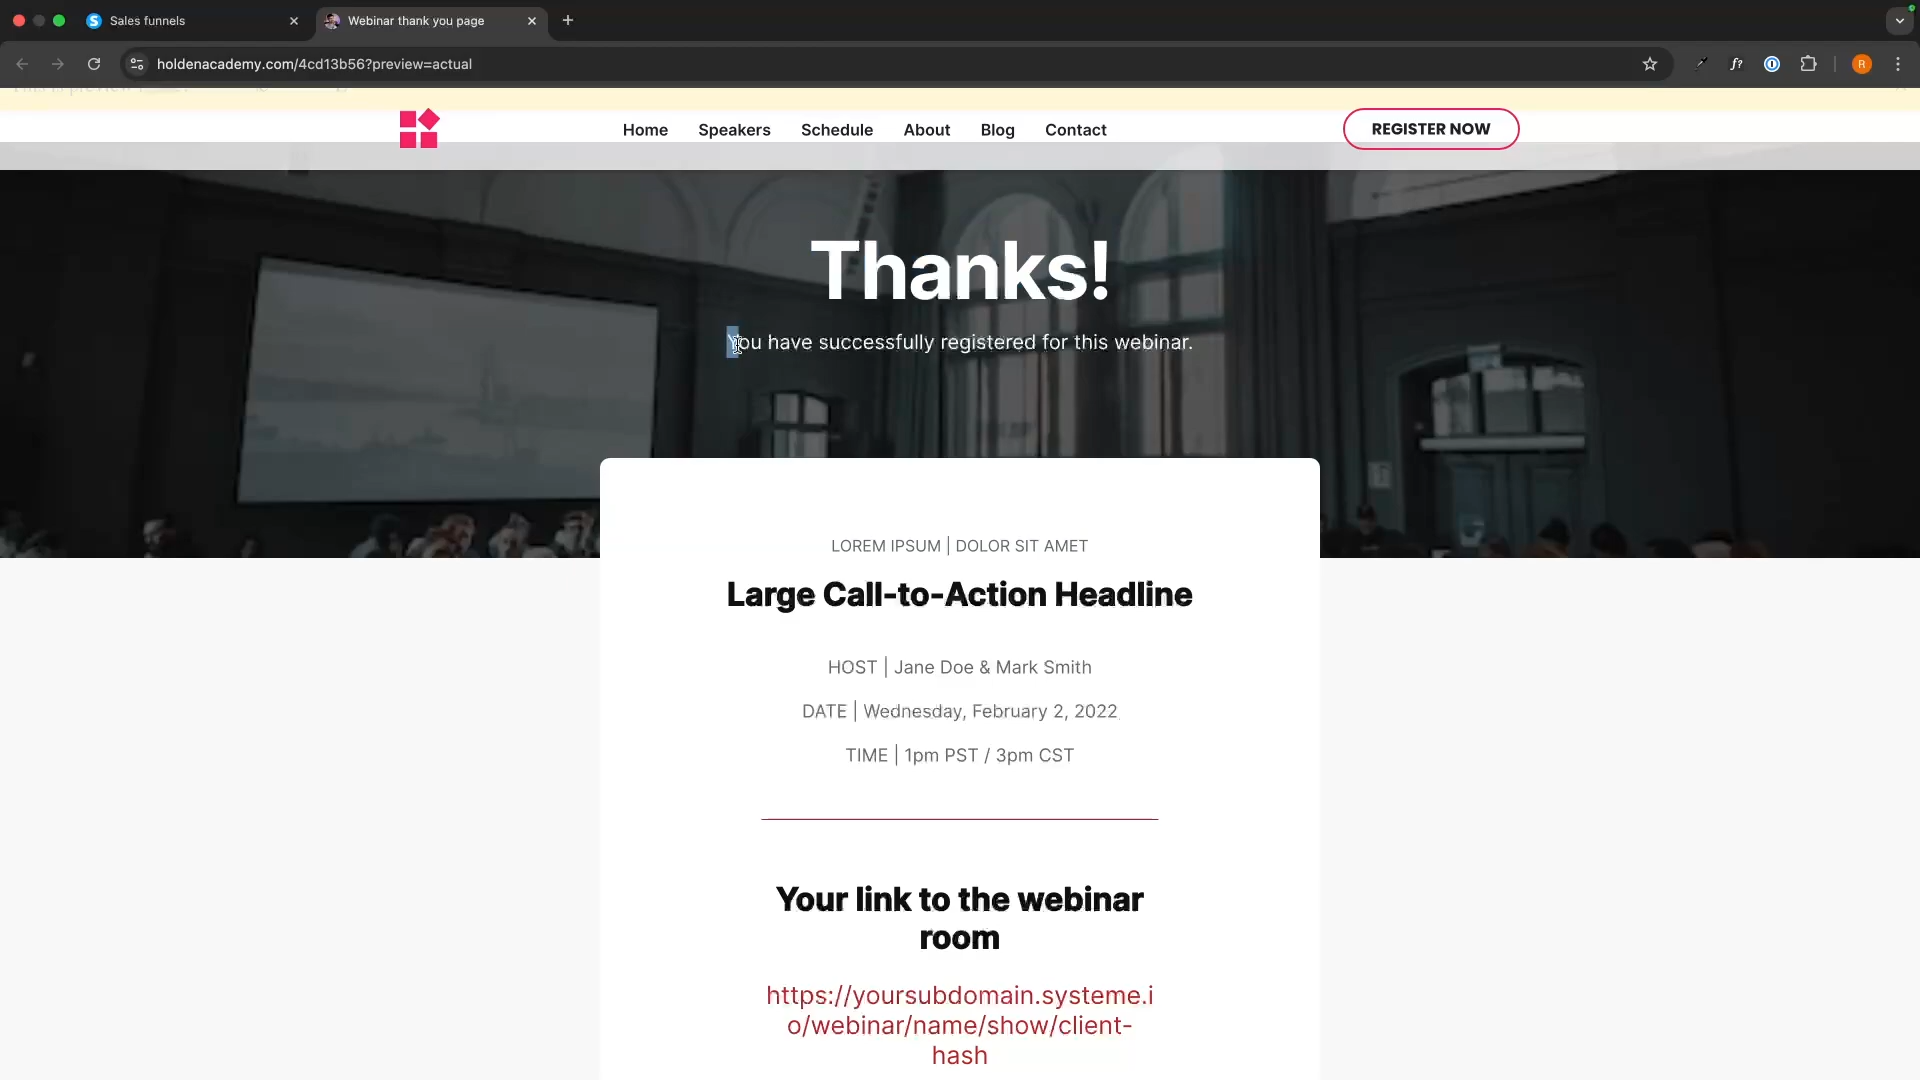 Sales funnels
Webinar thank you page
holdenacademy.com/4cd13b56?preview=actual
f?
R
Home
Speakers
Schedule
About
Blog
Contact
REGISTER NOW
Thanks!
You have successfully registered for this webinar.
LOREM IPSUM | DOLOR SIT AMET
Large Call-to-Action Headline
HOST | Jane Doe & Mark Smith
DATE | Wednesday, February 2, 2022
TIME | 1pm PST / 3pm CST
Your link to the webinar
room
https://yoursubdomain.systeme.i
o/webinar/name/show/client-
hash